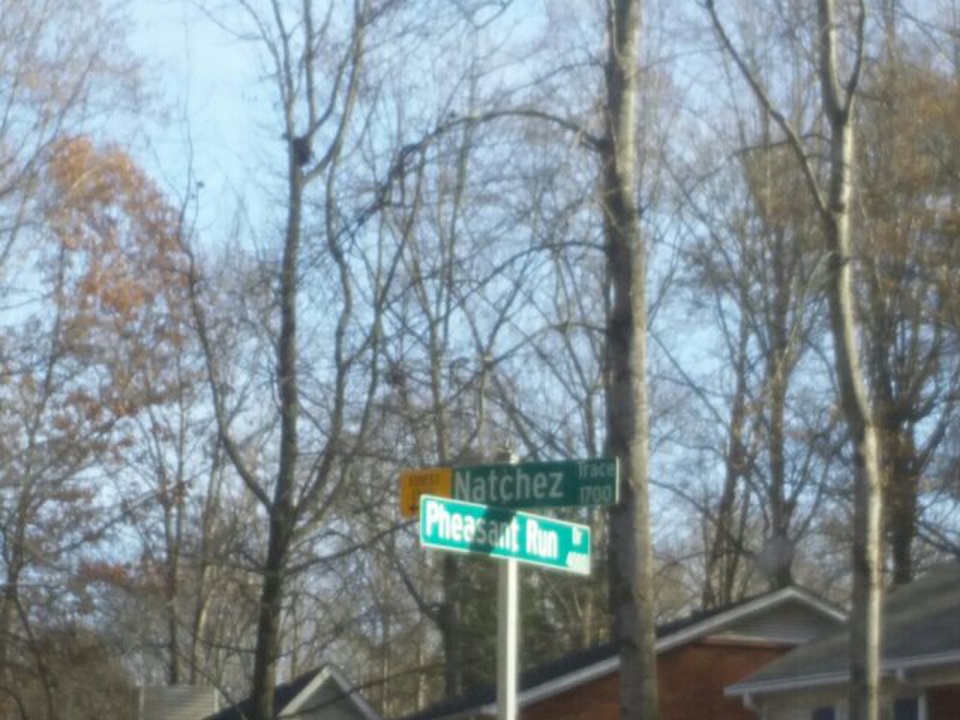 Natchez Trace
1700
Pheasant Run Dr